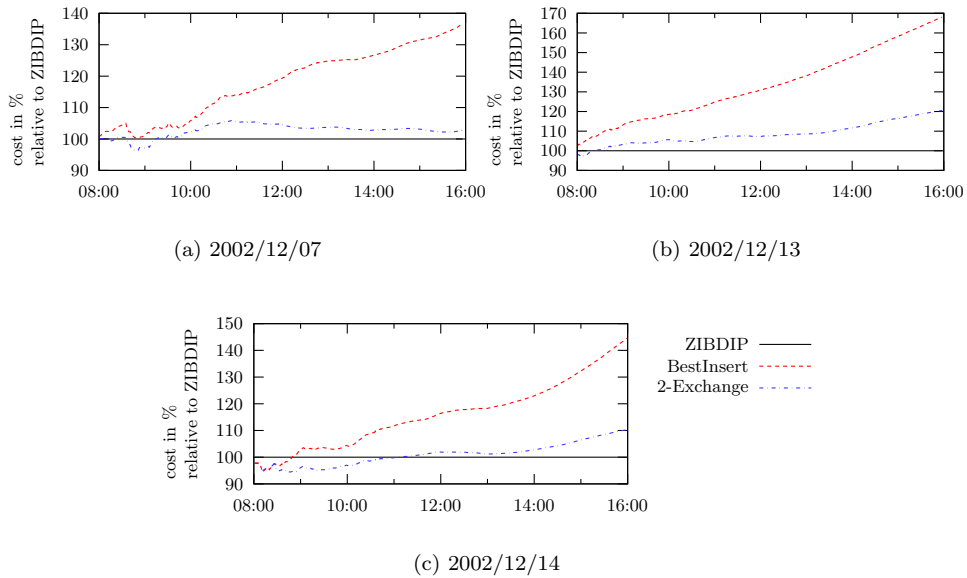 140
130
120
110
100
90
08:00 10:00 12:00 14:00 16:00
cost in %
relative to ZIBDIP
(a) 2002/12/07
170
160
150
140
130
120
110
100
90
08:00 10:00 12:00 14:00 16:00
cost in %
relative to ZIBDIP
(b) 2002/12/13
150
140
130
120
110
100
90
08:00 10:00 12:00 14:00 16:00
cost in %
relative to ZIBDIP
ZIBDIP
BestInsert
2-Exchange
(c) 2002/12/14